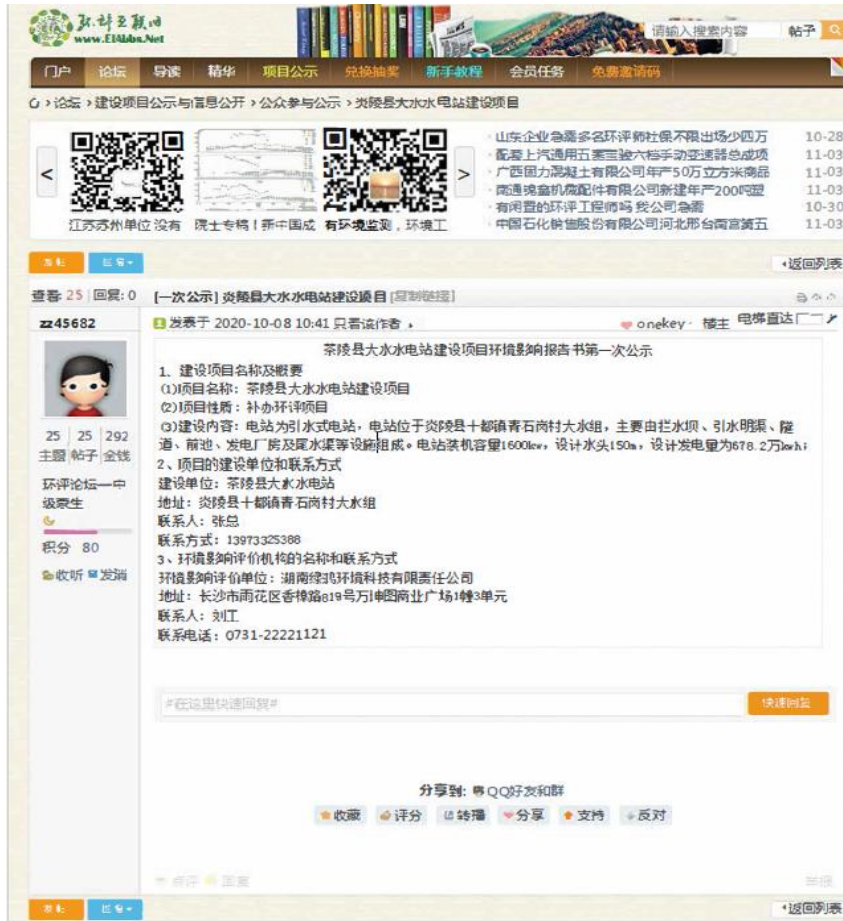 环评互联网
www.EIAbbs.Net
请输入搜索内容 帖子
门户 论坛 导读 精华 项目公示 兑换抽奖 新手教程 会员任务 免费邀请码
论坛 › 建设项目公示与信息公开 › 公众参与公示 › 炎陵县大水水电站建设项目
山东企业急需多名环评师社保不限出场少四万 10-28
配套上汽通用五菱宝骏六档手动变速器总成项 11-03
广西固力混凝土有限公司年产50万立方米商品 11-03
南通锦鑫机械配件有限公司新建年产200吨塑 11-03
有闲置的环评工程师吗 我公司急需 10-30
中国石化销售股份有限公司河北邢台南宫第五 11-03
江苏苏州单位 没有 院士专稿 | 新中国成 有环境监测，环境工
发帖 回复
返回列表
查看: 25 | 回复: 0 [一次公示] 炎陵县大水水电站建设项目 [复制链接]
zz45682
发表于 2020-10-08 10:41 只看该作者
onekey 楼主 电梯直达
茶陵县大水水电站建设项目环境影响报告书第一次公示
1、建设项目名称及概要
(1)项目名称：茶陵县大水水电站建设项目
(2)项目性质：补办环评项目
(3)建设内容：电站为引水式电站，电站位于炎陵县十都镇青石岗村大水组，主要由拦水坝、引水明渠、隧
道、前池、发电厂房及尾水渠等设施组成。电站装机容量1600kw，设计水头150m，设计发电量为678.2万kwh；
2、项目的建设单位和联系方式
建设单位：茶陵县大水水电站
地址：炎陵县十都镇青石岗村大水组
联系人：张总
联系方式：13973325388
3、环境影响评价机构的名称和联系方式
环境影响评价单位：湖南绿鸿环境科技有限责任公司
地址：长沙市雨花区香樟路819号万坤图商业广场1幢3单元
联系人：刘工
联系电话：0731-22221121
25 25 292
主题 帖子 金钱
环评论坛—中
级票生
积分 80
收听 发消
#在这里快速回复#
快速回复
分享到: QQ好友和群
收藏 评分 转播 分享 支持 反对
点评 回复 举报
发帖 回复
返回列表